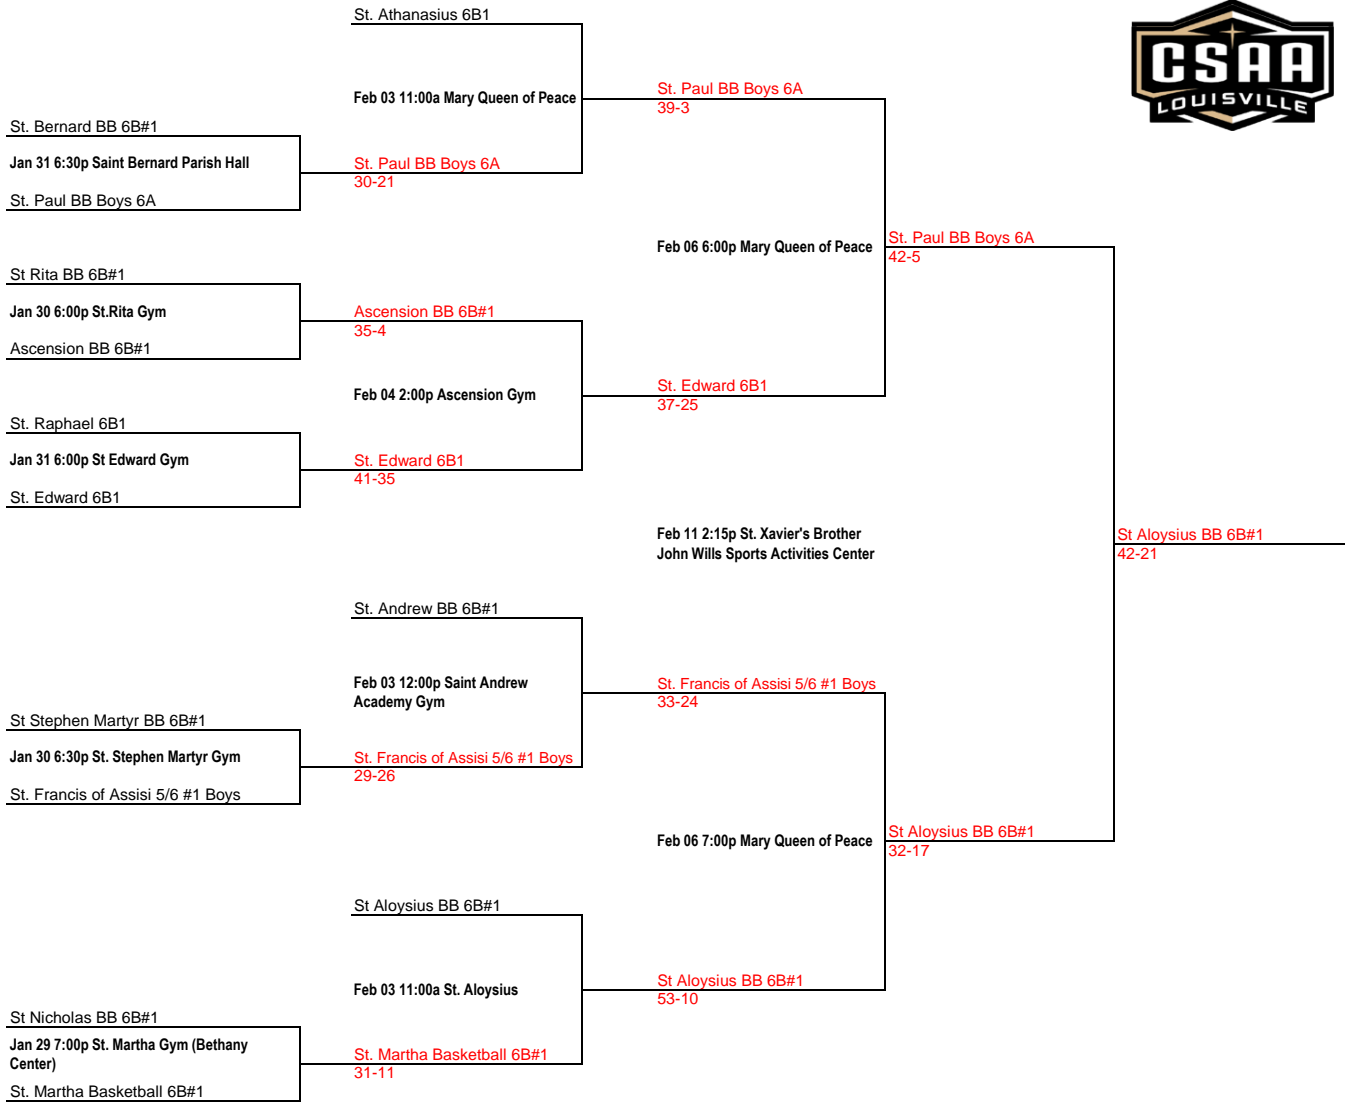 St. Athanasius 6B1
CSAA
LOUISVILLE
Feb 03 11:00a Mary Queen of Peace
St. Paul BB Boys 6A
39-3
St. Bernard BB 6B#1
Jan 31 6:30p Saint Bernard Parish Hall
St. Paul BB Boys 6A
30-21
St. Paul BB Boys 6A
Feb 06 6:00p Mary Queen of Peace
St. Paul BB Boys 6A
42-5
St Rita BB 6B#1
Jan 30 6:00p St.Rita Gym
Ascension BB 6B#1
35-4
Ascension BB 6B#1
Feb 04 2:00p Ascension Gym
St. Edward 6B1
37-25
St. Raphael 6B1
Jan 31 6:00p St Edward Gym
St. Edward 6B1
41-35
St. Edward 6B1
Feb 11 2:15p St. Xavier's Brother
John Wills Sports Activities Center
St Aloysius BB 6B#1
42-21
St. Andrew BB 6B#1
Feb 03 12:00p Saint Andrew
Academy Gym
St. Francis of Assisi 5/6 #1 Boys
33-24
St Stephen Martyr BB 6B#1
Jan 30 6:30p St. Stephen Martyr Gym
St. Francis of Assisi 5/6 #1 Boys
29-26
St. Francis of Assisi 5/6 #1 Boys
Feb 06 7:00p Mary Queen of Peace
St Aloysius BB 6B#1
32-17
St Aloysius BB 6B#1
Feb 03 11:00a St. Aloysius
St Aloysius BB 6B#1
53-10
St Nicholas BB 6B#1
Jan 29 7:00p St. Martha Gym (Bethany
Center)
St. Martha Basketball 6B#1
31-11
St. Martha Basketball 6B#1